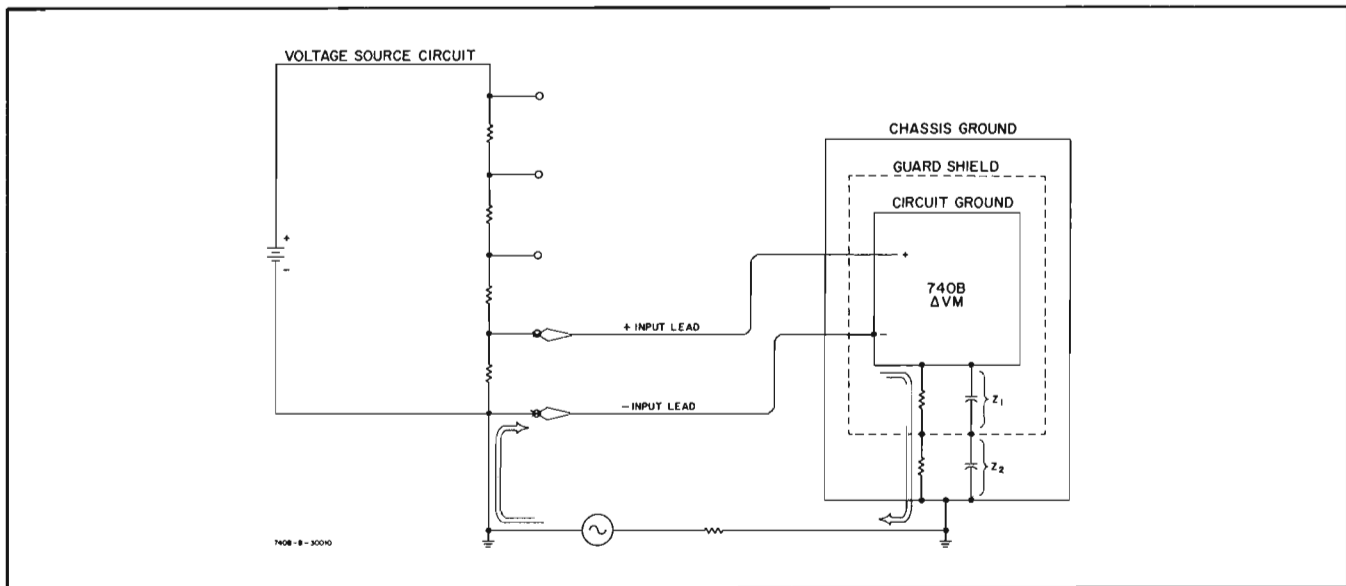 VOLTAGE SOURCE CIRCUIT
CHASSIS GROUND
GUARD SHIELD
CIRCUIT GROUND
+
-
+
740B
ΔVM
-
+ INPUT LEAD
- INPUT LEAD
Z1
Z2
740B-B-30010